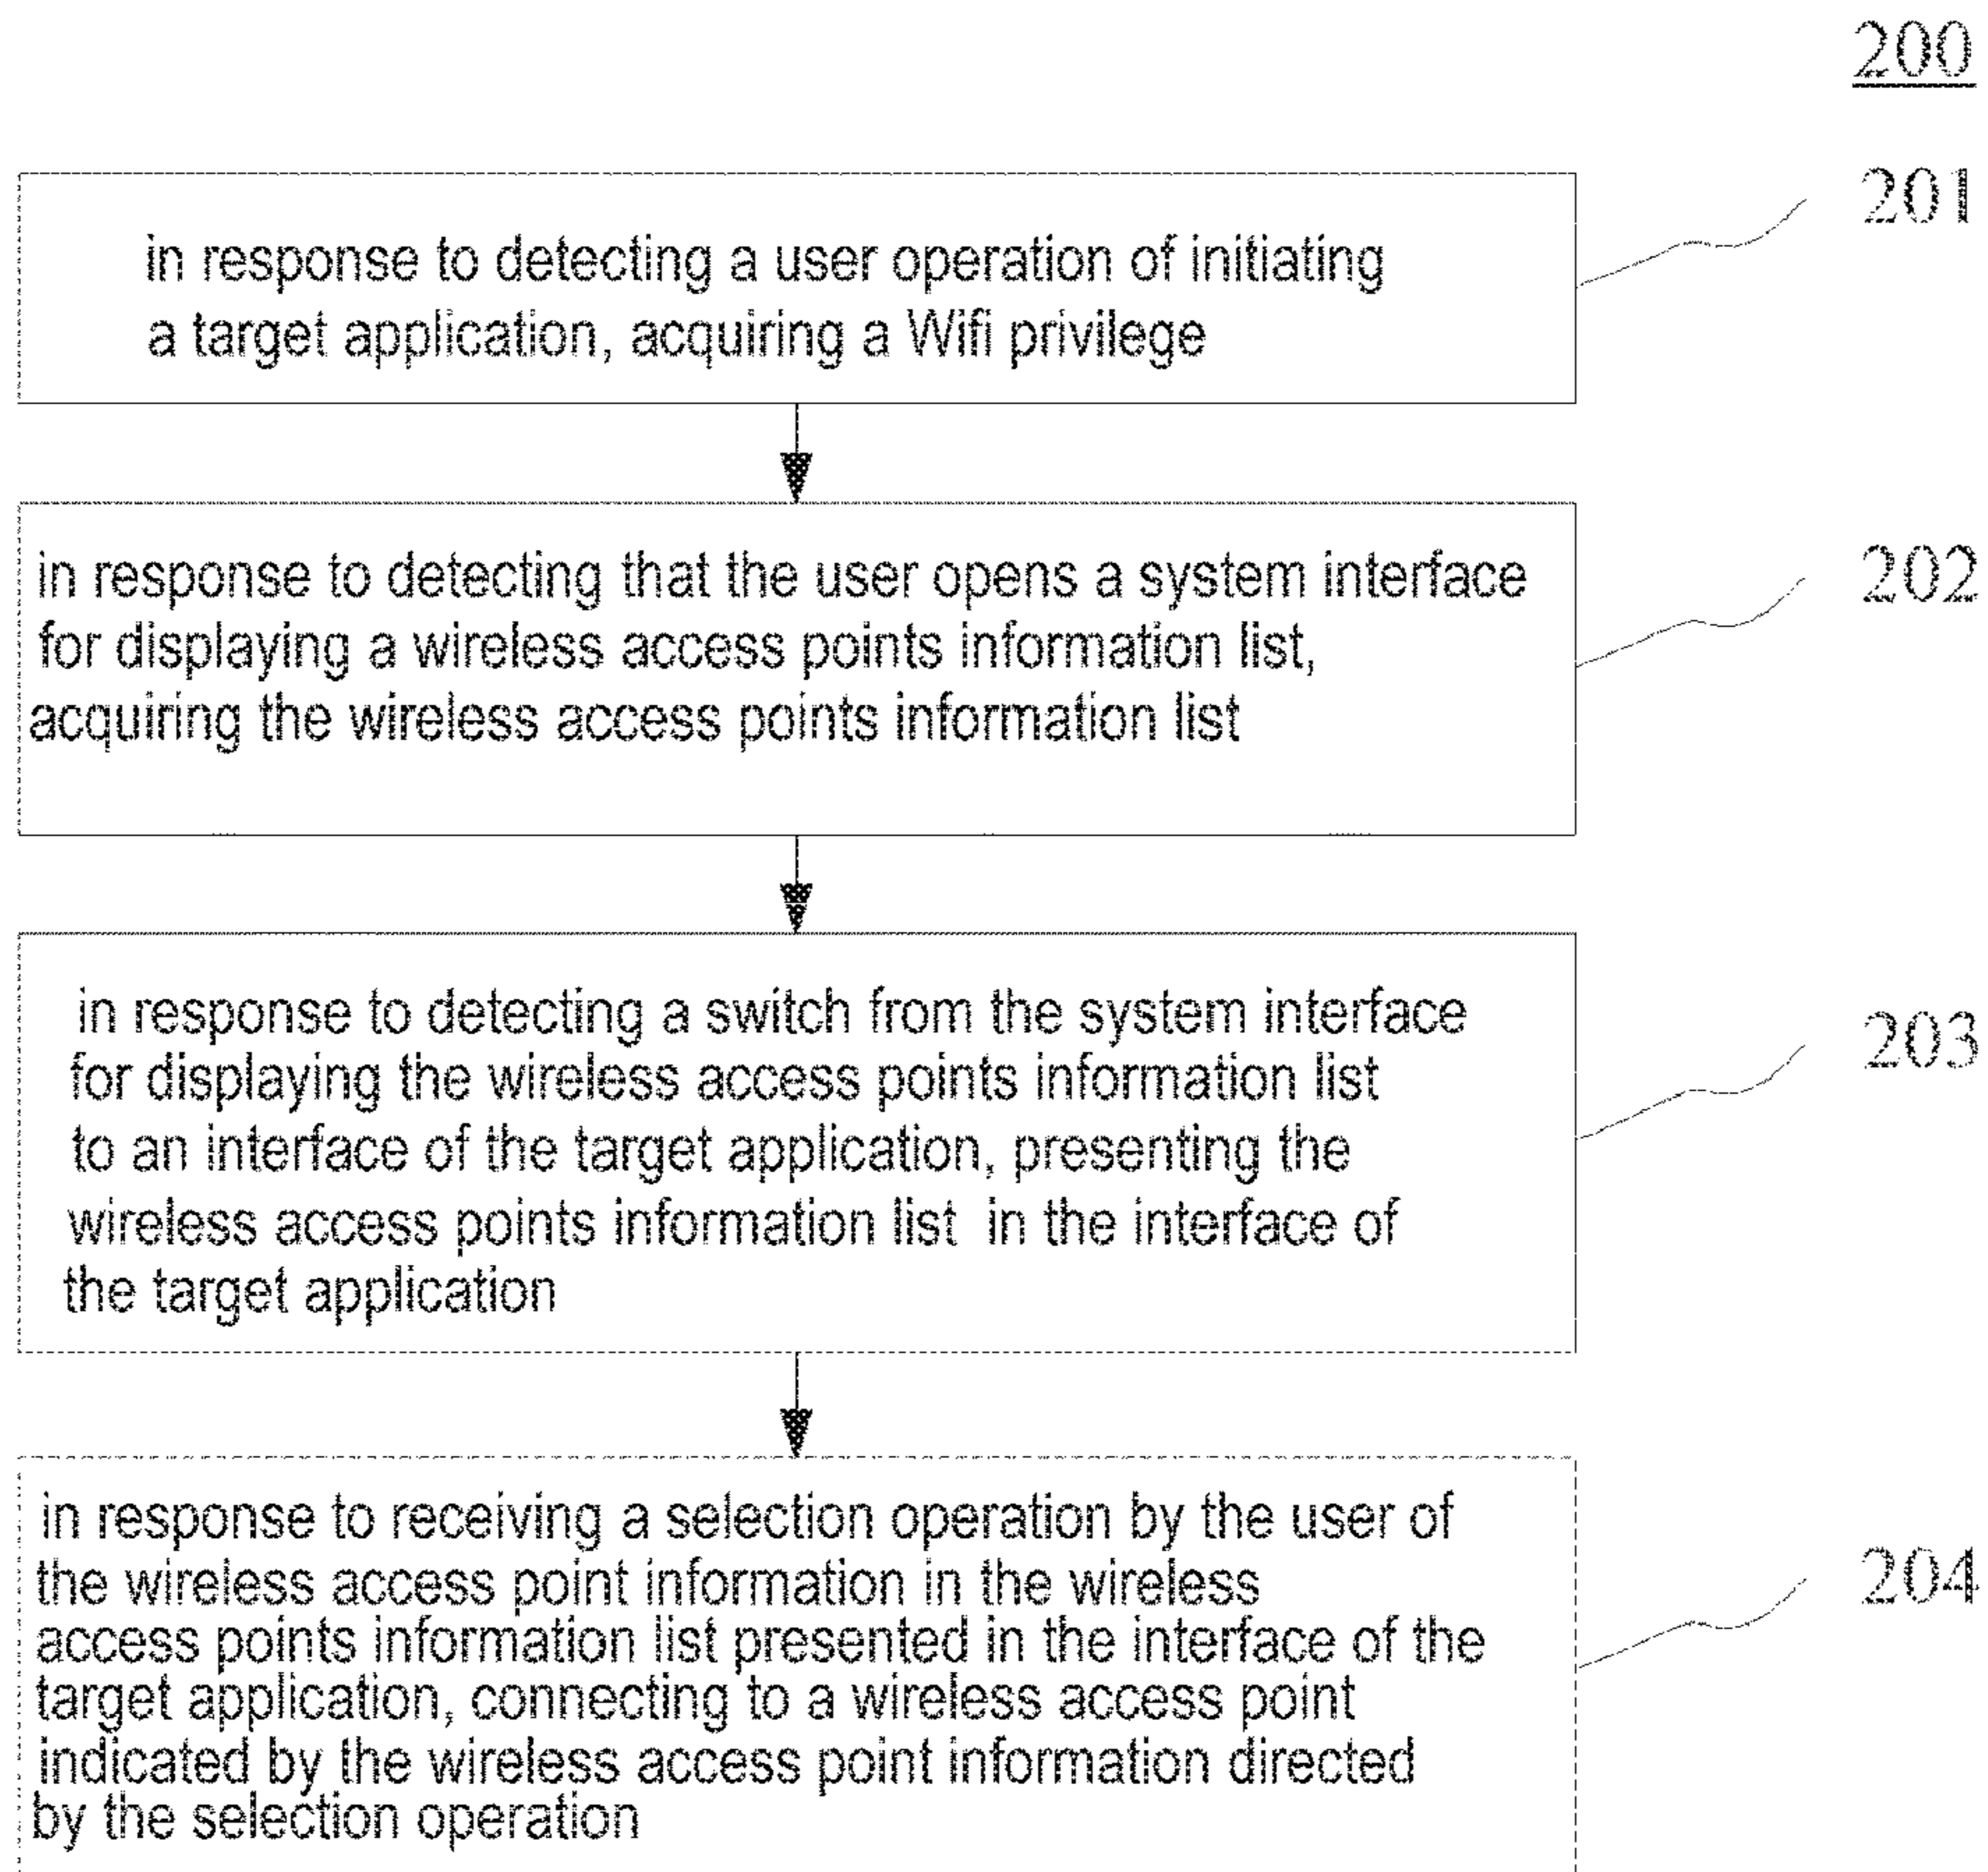 200
201
in response to detecting a user operation of initiating
a target application, acquiring a Wifi privilege
202
in response to detecting that the user opens a system interface
for displaying a wireless access points information list,
acquiring the wireless access points information list
203
in response to detecting a switch from the system interface
for displaying the wireless access points information list
to an interface of the target application, presenting the
wireless access points information list in the interface of
the target application
204
in response to receiving a selection operation by the user of
the wireless access point information in the wireless
access points information list presented in the interface of the
target application, connecting to a wireless access point
indicated by the wireless access point information directed
by the selection operation